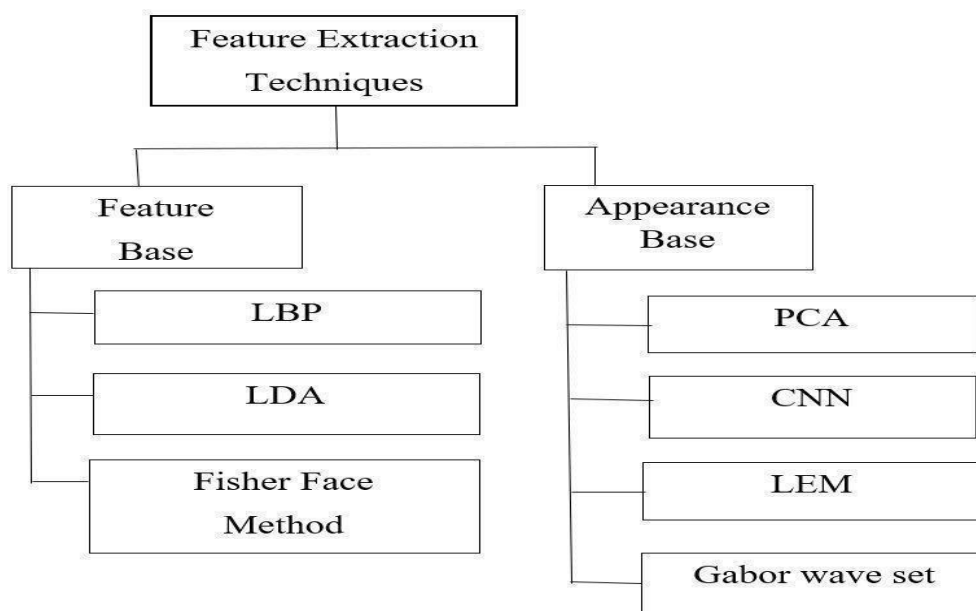 Feature Extraction
Techniques
Feature
Base
LBP
LDA
Fisher Face
Method
Appearance
Base
PCA
CNN
LEM
Gabor wave set